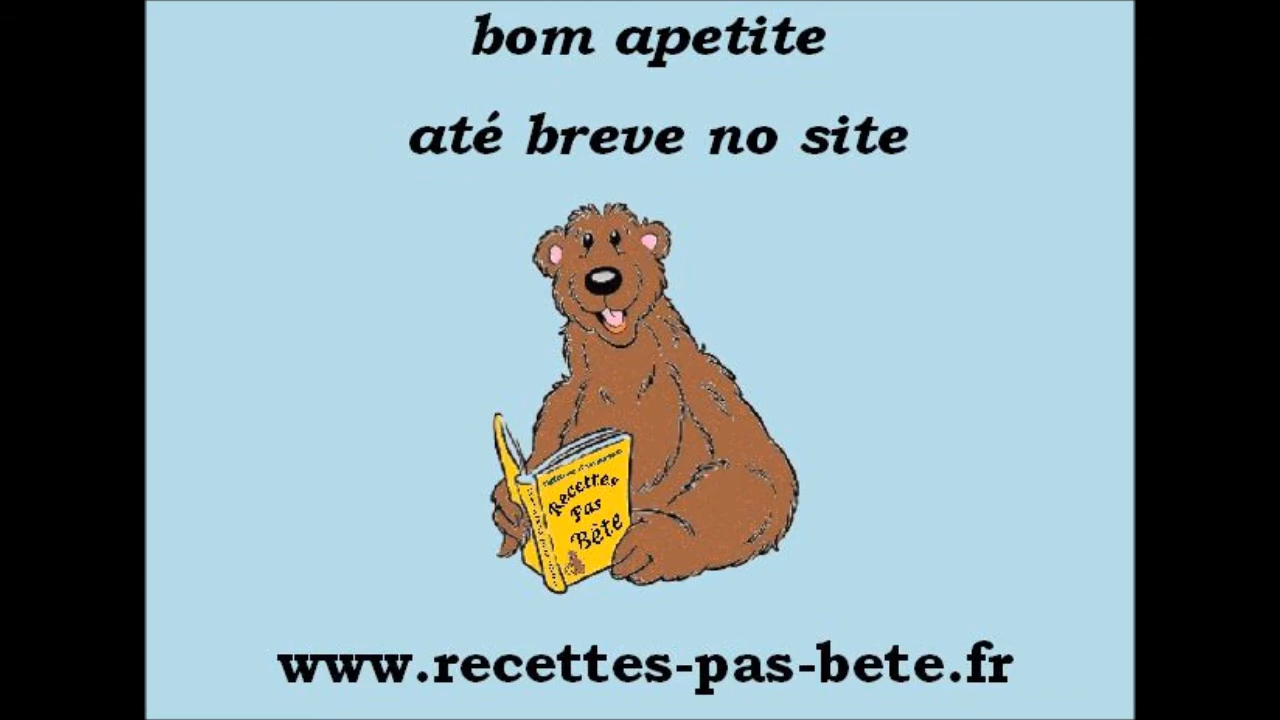 bom apetite
até breve no site
Recettes
Pas
Bête
www.recettes-pas-bete.fr